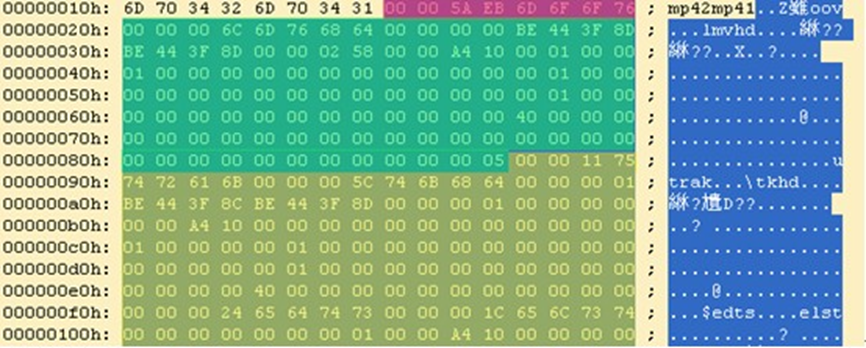 00000010h: 6D 70 34 32 6D 70 34 31 00 00 5A EB 6D 6F 6F 76 ; mp42mp41..Z雖oov
00000020h: 00 00 00 6C 6D 76 68 64 00 00 00 00 BE 44 3F 8D ; ...lmvhd....綝??
00000030h: BE 44 3F 8D 00 00 02 58 00 00 A4 10 00 01 00 00 ; 綝??..X..?....
00000040h: 01 00 00 00 00 00 00 00 00 00 00 00 00 01 00 00 ; ................
00000050h: 00 00 00 00 00 00 00 00 00 00 00 00 00 01 00 00 ; ................
00000060h: 00 00 00 00 00 00 00 00 00 00 00 00 40 00 00 00 ; ............@...
00000070h: 00 00 00 00 00 00 00 00 00 00 00 00 00 00 00 00 ; ................
00000080h: 00 00 00 00 00 00 00 00 00 00 00 05 00 00 11 75 ; ...............u
00000090h: 74 72 61 6B 00 00 00 5C 74 6B 68 64 00 00 00 01 ; trak...\tkhd....
000000a0h: BE 44 3F 8C BE 44 3F 8D 00 00 00 01 00 00 00 00 ; 綝?D??........
000000b0h: 00 00 A4 10 00 00 00 00 00 00 00 00 00 00 00 00 ; ..? ............
000000c0h: 01 00 00 00 01 00 00 00 00 00 00 00 00 00 00 00 ; ................
000000d0h: 00 00 00 00 01 00 00 00 00 00 00 00 00 00 00 00 ; ................
000000e0h: 00 00 00 40 00 00 00 00 00 00 00 00 00 00 00 00 ; ...@............
000000f0h: 00 00 00 24 65 64 74 73 00 00 00 1C 65 6C 73 74 ; ...$edts....elst
00000100h: 00 00 00 00 00 00 01 00 00 A4 10 00 00 00 00 00 ; ..........? .....